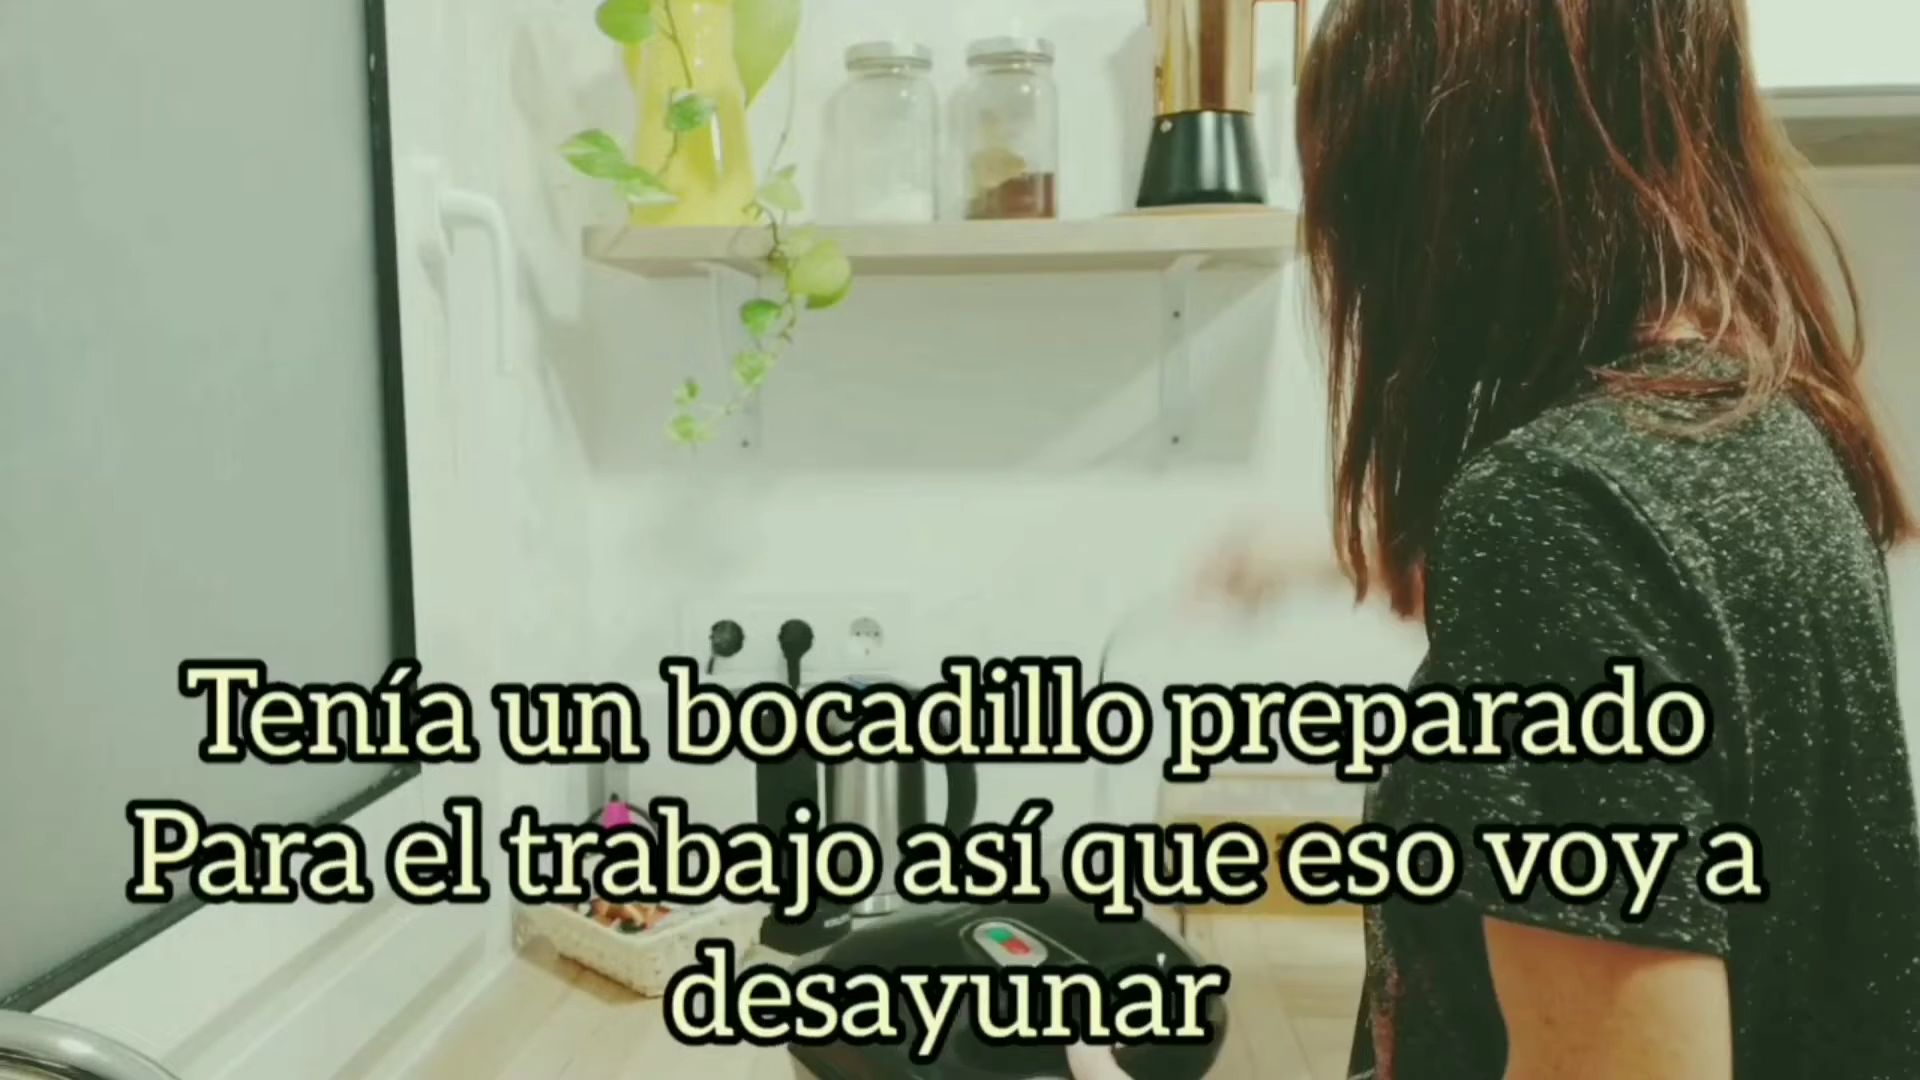 Tenía un bocadillo preparado
Para el trabajo así que eso voy a
desayunar